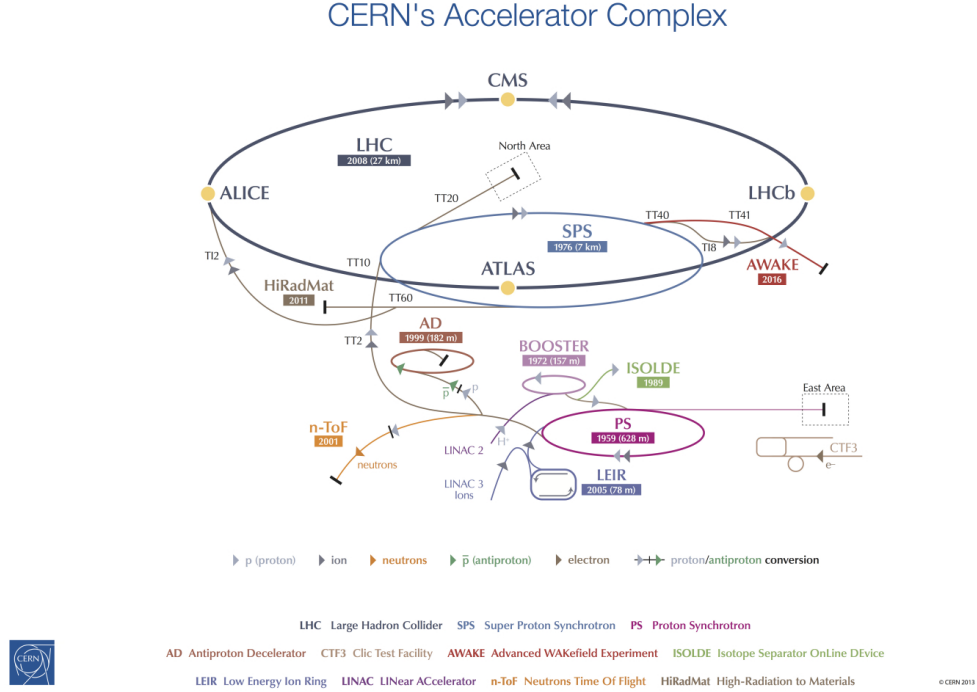 CERN's Accelerator Complex
CMS
LHC
2008 (27 km)
North Area
ALICE
LHCb
TT20
TT40
TT41
SPS
1976 (7 km)
TI2
TT10
TI8
ATLAS
AWAKE
2016
HiRadMat
2011
TT60
AD
1999 (182 m)
TT2
BOOSTER
1972 (157 m)
ISOLDE
1989
p
p̅
East Area
n-ToF
2001
PS
1959 (628 m)
H⁺
LINAC 2
neutrons
CTF3
e–
LEIR
2005 (78 m)
LINAC 3
Ions
p (proton) ion neutrons p̅ (antiproton) electron proton/antiproton conversion
LHC Large Hadron Collider SPS Super Proton Synchrotron PS Proton Synchrotron
AD Antiproton Decelerator CTF3 Clic Test Facility AWAKE Advanced WAKefield Experiment ISOLDE Isotope Separator OnLine DEvice
LEIR Low Energy Ion Ring LINAC LINear ACcelerator n-ToF Neutrons Time Of Flight HiRadMat High-Radiation to Materials
CERN
© CERN 2013